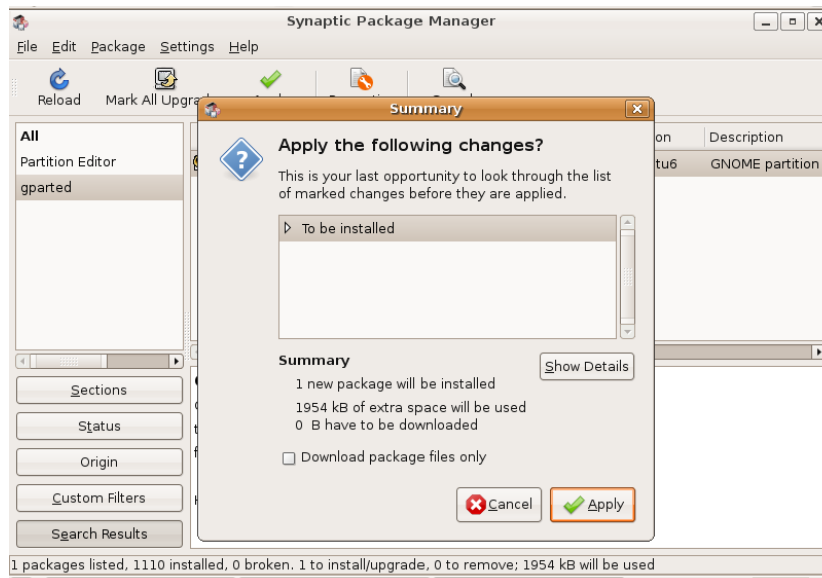 Synaptic Package Manager
File Edit Package Settings Help
Reload Mark All Upgra
Summary
All
Partition Editor
gparted
on Description
tu6 GNOME partition
Apply the following changes?
This is your last opportunity to look through the list
of marked changes before they are applied.
To be installed
Summary
Show Details
1 new package will be installed
1954 kB of extra space will be used
0 B have to be downloaded
Download package files only
Cancel Apply
Sections
Status
Origin
Custom Filters
Search Results
1 packages listed, 1110 installed, 0 broken. 1 to install/upgrade, 0 to remove; 1954 kB will be used